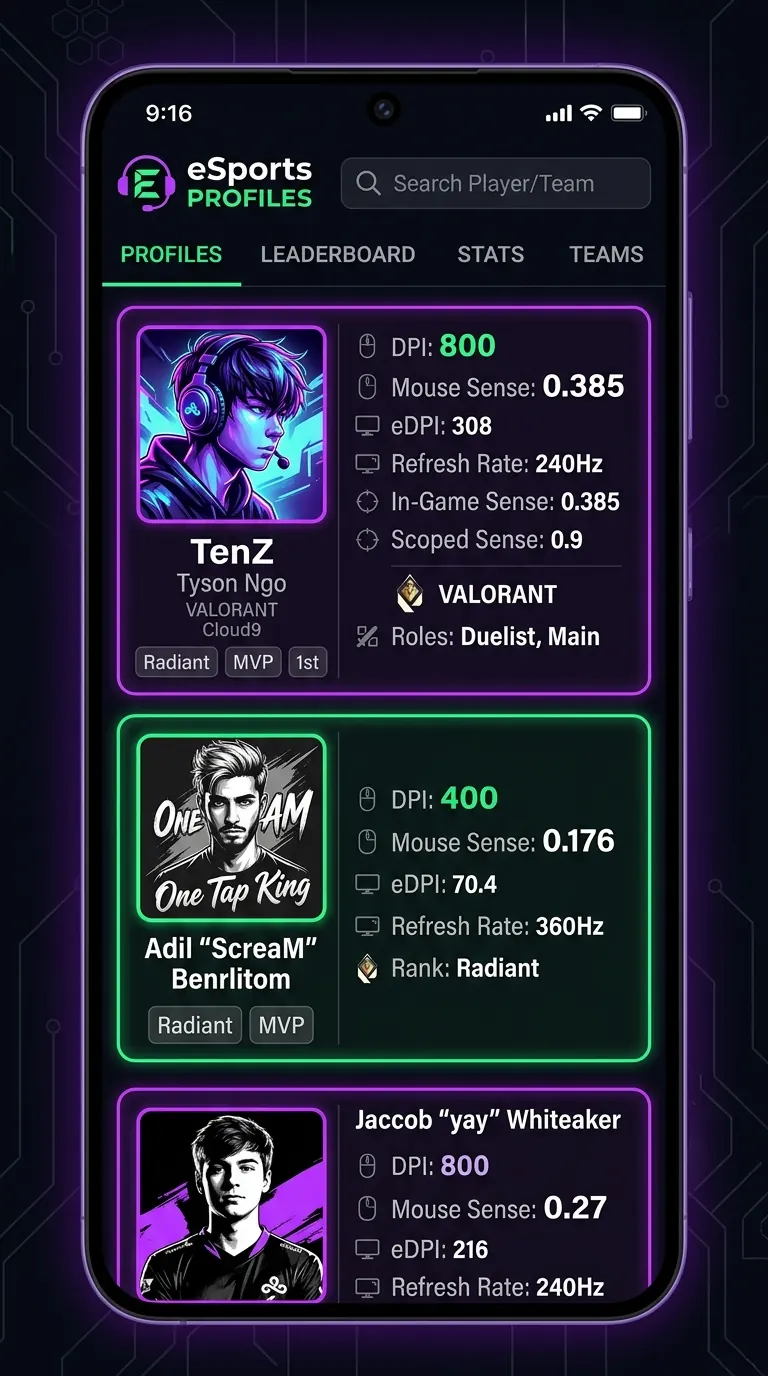 9:16
eSports
PROFILES
Search Player/Team
PROFILES LEADERBOARD STATS TEAMS
TenZ
Tyson Ngo
VALORANT
Cloud9
Radiant MVP 1st
DPI: 800
Mouse Sense: 0.385
eDPI: 308
Refresh Rate: 240Hz
In-Game Sense: 0.385
Scoped Sense: 0.9
VALORANT
Roles: Duelist, Main
ONE AM
One Tap King
Adil “ScreaM”
Benrlitom
Radiant MVP
DPI: 400
Mouse Sense: 0.176
eDPI: 70.4
Refresh Rate: 360Hz
Rank: Radiant
Jaccob “yay” Whiteaker
DPI: 800
Mouse Sense: 0.27
eDPI: 216
Refresh Rate: 240Hz